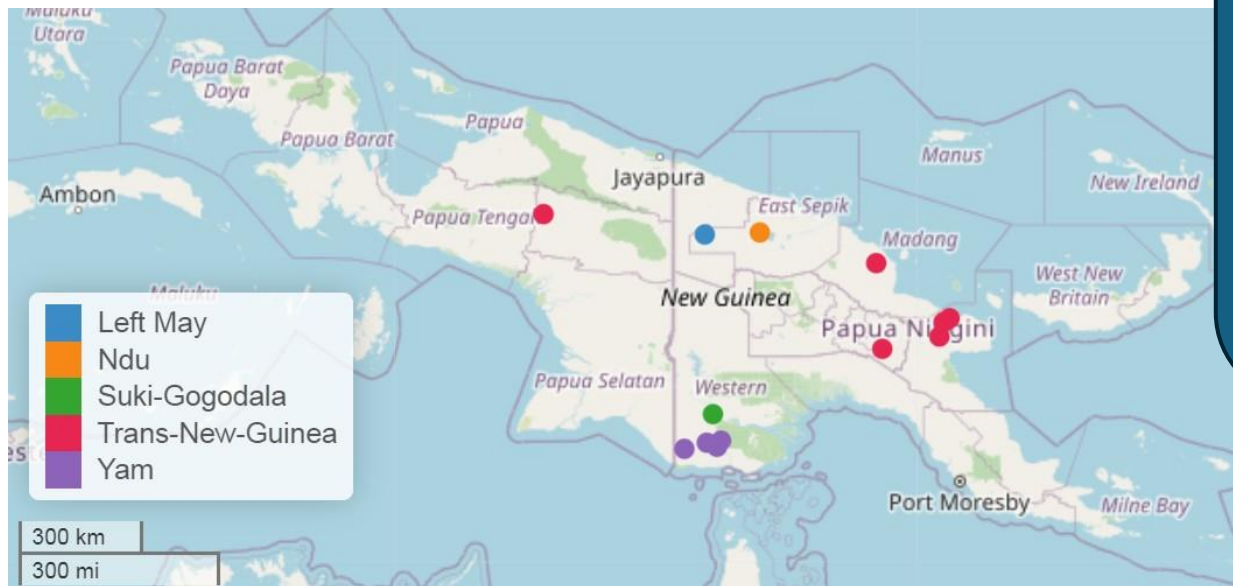 Maluku
Utara
Papua Barat
Daya
Papua Barat
Papua
Jayapura
Manus
New Ireland
Ambon
Papua Tengah
East Sepik
Madang
West New
Britain
Maluku
New Guinea
Papua Niugini
Papua Selatan
Western
Port Moresby
Milne Bay
Left May
Ndu
Suki-Gogodala
Trans-New-Guinea
Yam
300 km
300 mi